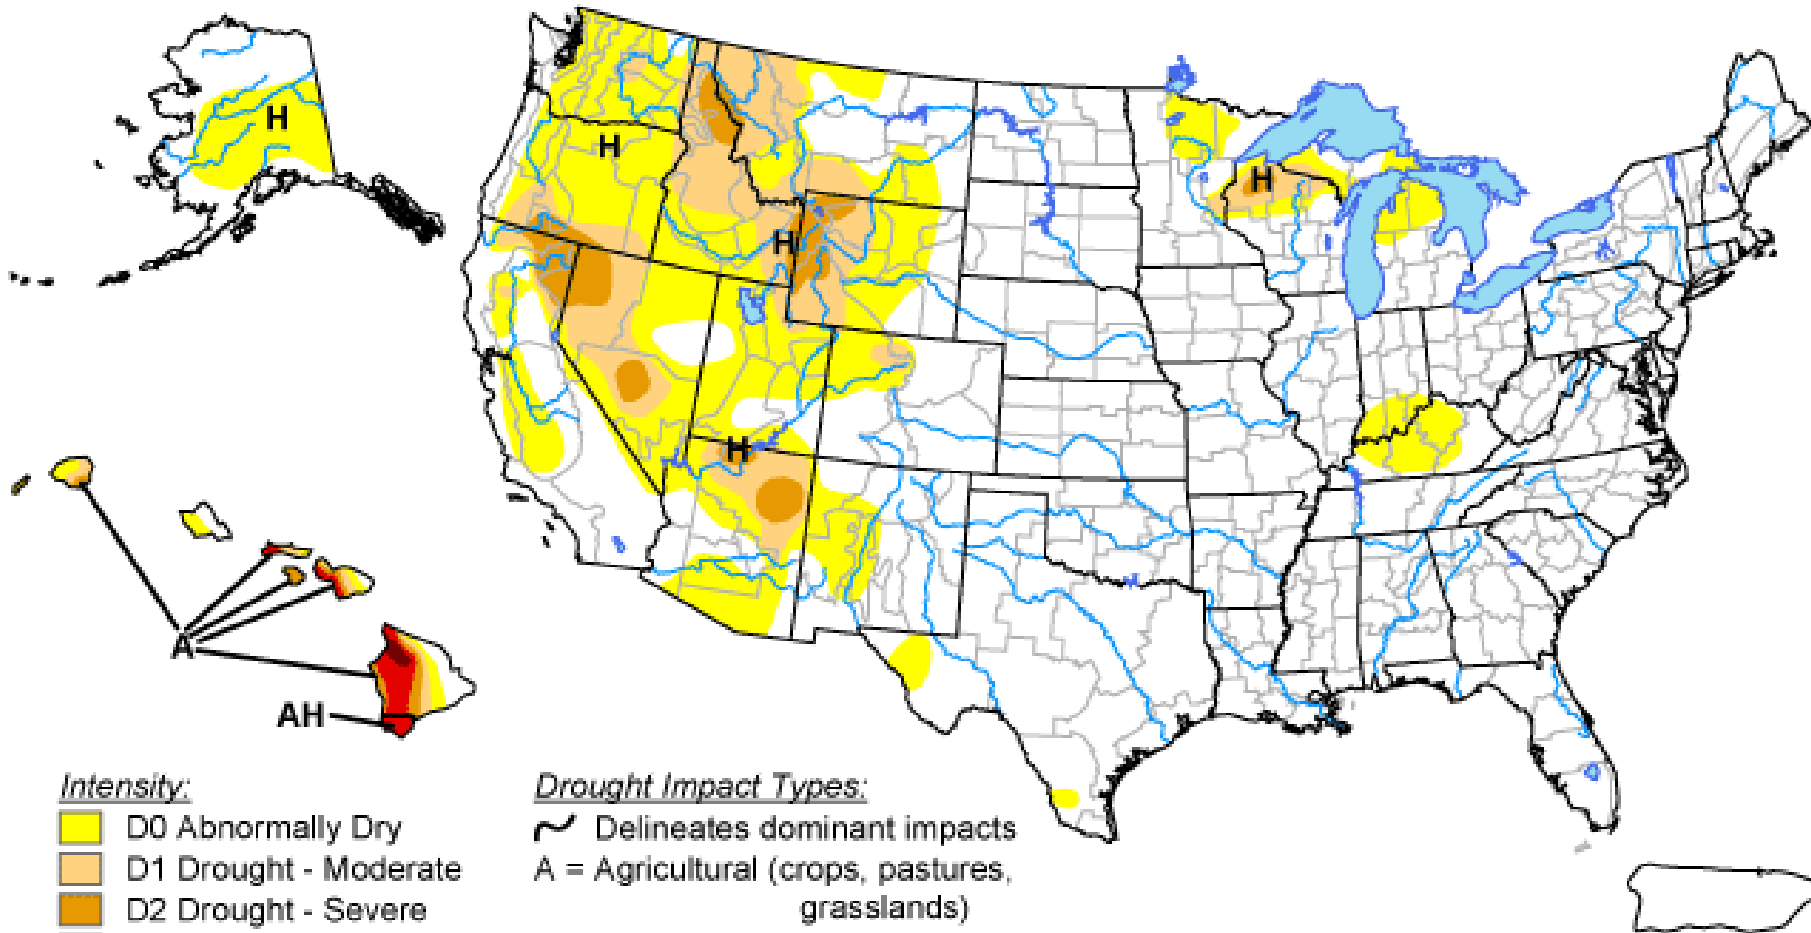 H
H
H
H
H
H
A
AH
Intensity:
D0 Abnormally Dry
D1 Drought - Moderate
D2 Drought - Severe
Drought Impact Types:
Delineates dominant impacts
A = Agricultural (crops, pastures,
grasslands)